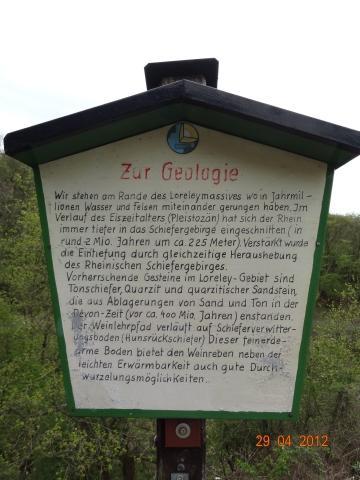 Zur Geologie
Wir stehen am Rande des Loreleymassives wo in Jahrmil-
lionen Wasser und Felsen miteinander gerungen haben. Im
Verlauf des Eiszeitalters (Pleistozän) hat sich der Rhein
immer tiefer in das Schiefergebirge eingeschnitten (in
rund 2 Mio. Jahren um ca. 225 Meter). Verstärkt wurde
die Eintiefung durch gleichzeitige Heraushebung
des Rheinischen Schiefergebirges.
Vorherrschende Gesteine im Loreley-Gebiet sind
Tonschiefer, Quarzit und quarzitischer Sandstein,
die aus Ablagerungen von Sand und Ton in der
Devon-Zeit (vor ca. 400 Mio. Jahren) enstanden.
Der Weinlehrpfad verläuft auf Schieferverwitter-
ungsboden (Hunsrückschiefer) Dieser feinerde-
arme Boden bietet den Weinreben neben der
leichten Erwärmbarkeit auch gute Durch-
wurzelungsmöglichkeiten.
29 04 2012